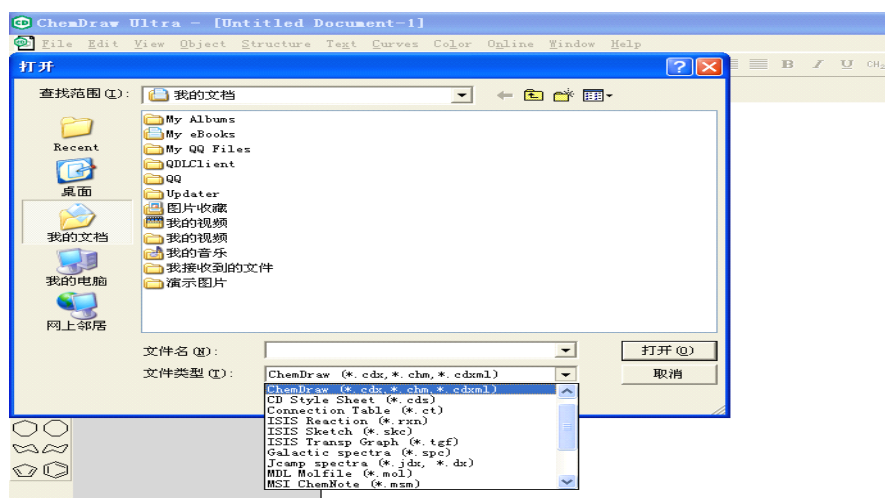 ChemDraw Ultra - [Untitled Document-1]
File Edit View Object Structure Text Curves Color Online Window Help
打开
B I U CH₂
查找范围(I): 我的文档
Recent
桌面
我的文档
我的电脑
网上邻居
My Albums
My eBooks
My QQ Files
QDLClient
QQ
Updater
图片收藏
我的视频
我的视频
我的音乐
我接收到的文件
演示图片
文件名(N): 打开(O)
文件类型(T): ChemDraw (*.cdx,*.chm,*.cdxml) 取消
ChemDraw (*.cdx,*.chm,*.cdxml)
CD Style Sheet (*.cds)
Connection Table (*.ct)
ISIS Reaction (*.rxn)
ISIS Sketch (*.skc)
ISIS Transp Graph (*.tgf)
Galactic spectra (*.spc)
Jcamp spectra (*.jdx, *.dx)
MDL Molfile (*.mol)
MSI ChemNote (*.msm)